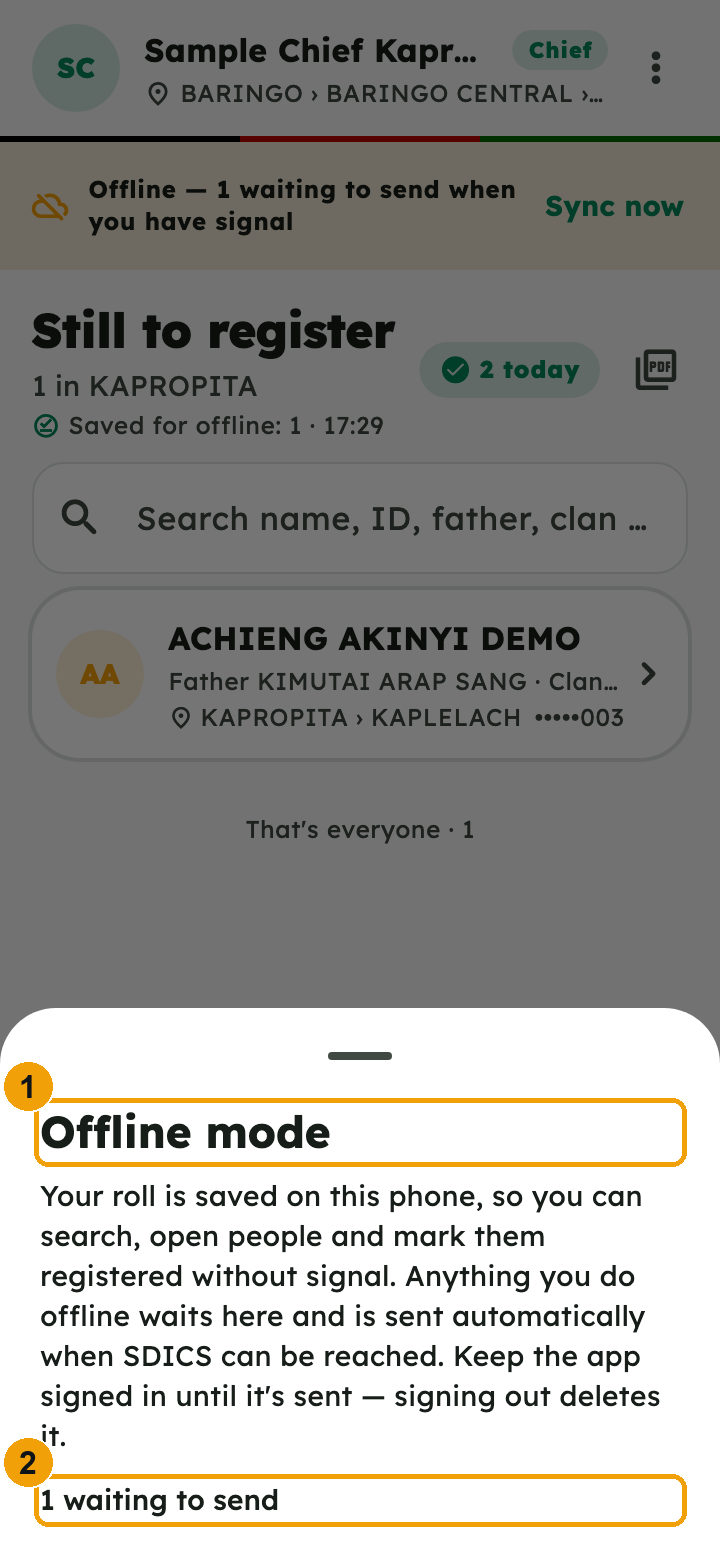 SC
Sample Chief Kapr...
Chief
BARINGO › BARINGO CENTRAL ›...
Offline — 1 waiting to send when
you have signal
Sync now
Still to register
1 in KAPROPITA
Saved for offline: 1 · 17:29
2 today
PDF
Search name, ID, father, clan ...
AA
ACHIENG AKINYI DEMO
Father KIMUTAI ARAP SANG · Clan...
KAPROPITA › KAPLELACH •••••003
That's everyone · 1
1
Offline mode
Your roll is saved on this phone, so you can
search, open people and mark them
registered without signal. Anything you do
offline waits here and is sent automatically
when SDICS can be reached. Keep the app
signed in until it's sent — signing out deletes
it.
2
1 waiting to send